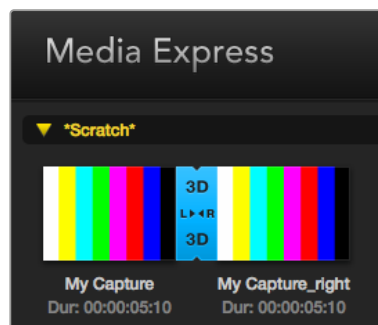 Media Express
*Scratch*
3D
L▶◀R
3D
My Capture
My Capture_right
Dur: 00:00:05:10
Dur: 00:00:05:10